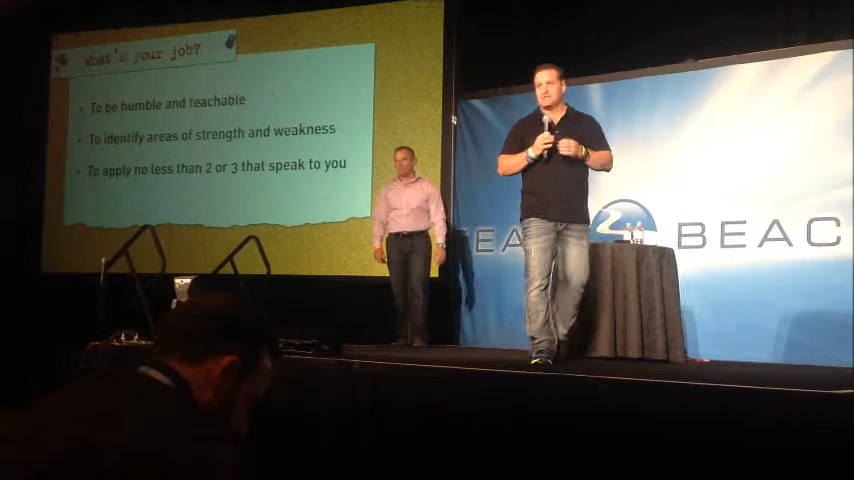 What's your job?
To be humble and teachable
To identify areas of strength and weakness
To apply no less than 2 or 3 that speak to you
TEA
BEAC